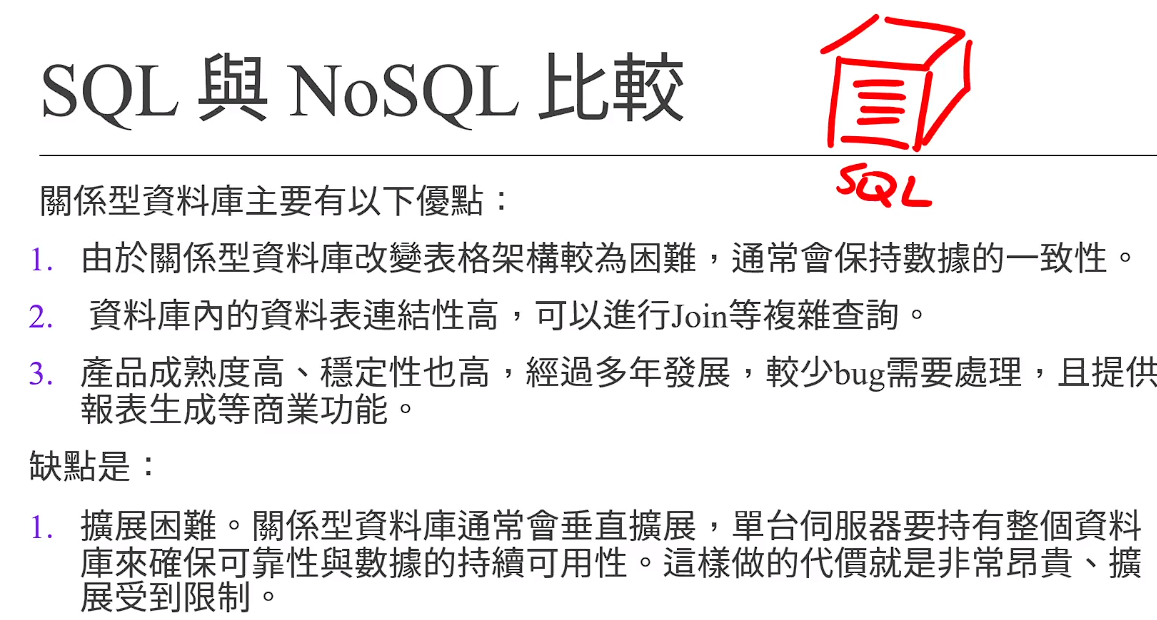 SQL 與 NoSQL 比較
SQL
關係型資料庫主要有以下優點：
1. 由於關係型資料庫改變表格架構較為困難，通常會保持數據的一致性。
2. 資料庫內的資料表連結性高，可以進行Join等複雜查詢。
3. 產品成熟度高、穩定性也高，經過多年發展，較少bug需要處理，且提供
報表生成等商業功能。
缺點是：
1. 擴展困難。關係型資料庫通常會垂直擴展，單台伺服器要持有整個資料
庫來確保可靠性與數據的持續可用性。這樣做的代價就是非常昂貴、擴
展受到限制。